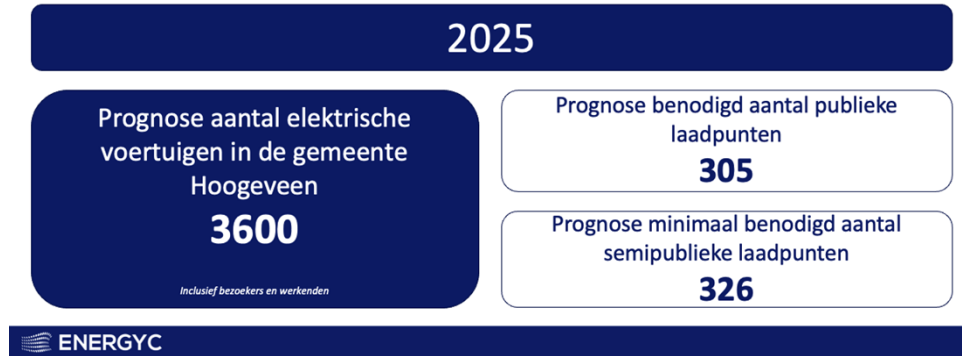 2025
Prognose aantal elektrische
voertuigen in de gemeente
Hoogeveen
3600
Inclusief bezoekers en werkenden
Prognose benodigd aantal publieke
laadpunten
305
Prognose minimaal benodigd aantal
semipublieke laadpunten
326
ENERGYC